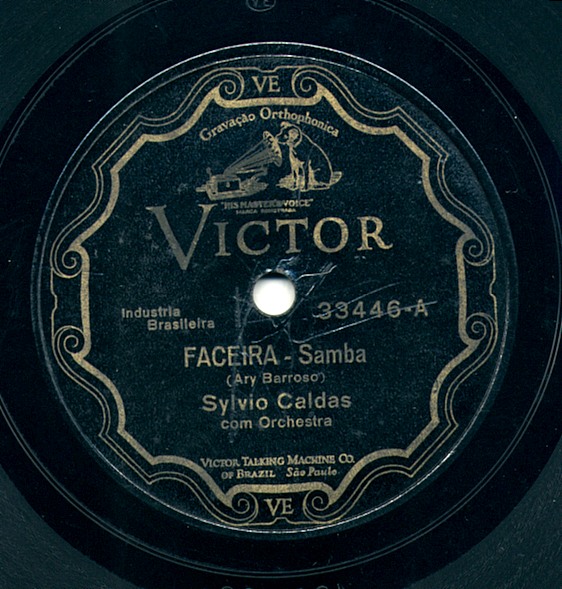 VE
Gravação Orthophonica
"HIS MASTER'S VOICE"
MARCA REGISTRADA
VICTOR
Industria
Brasileira
33446-A
FACEIRA - Samba
(Ary Barroso)
Sylvio Caldas
com Orchestra
VICTOR TALKING MACHINE CO.
OF BRAZIL São Paulo
VE